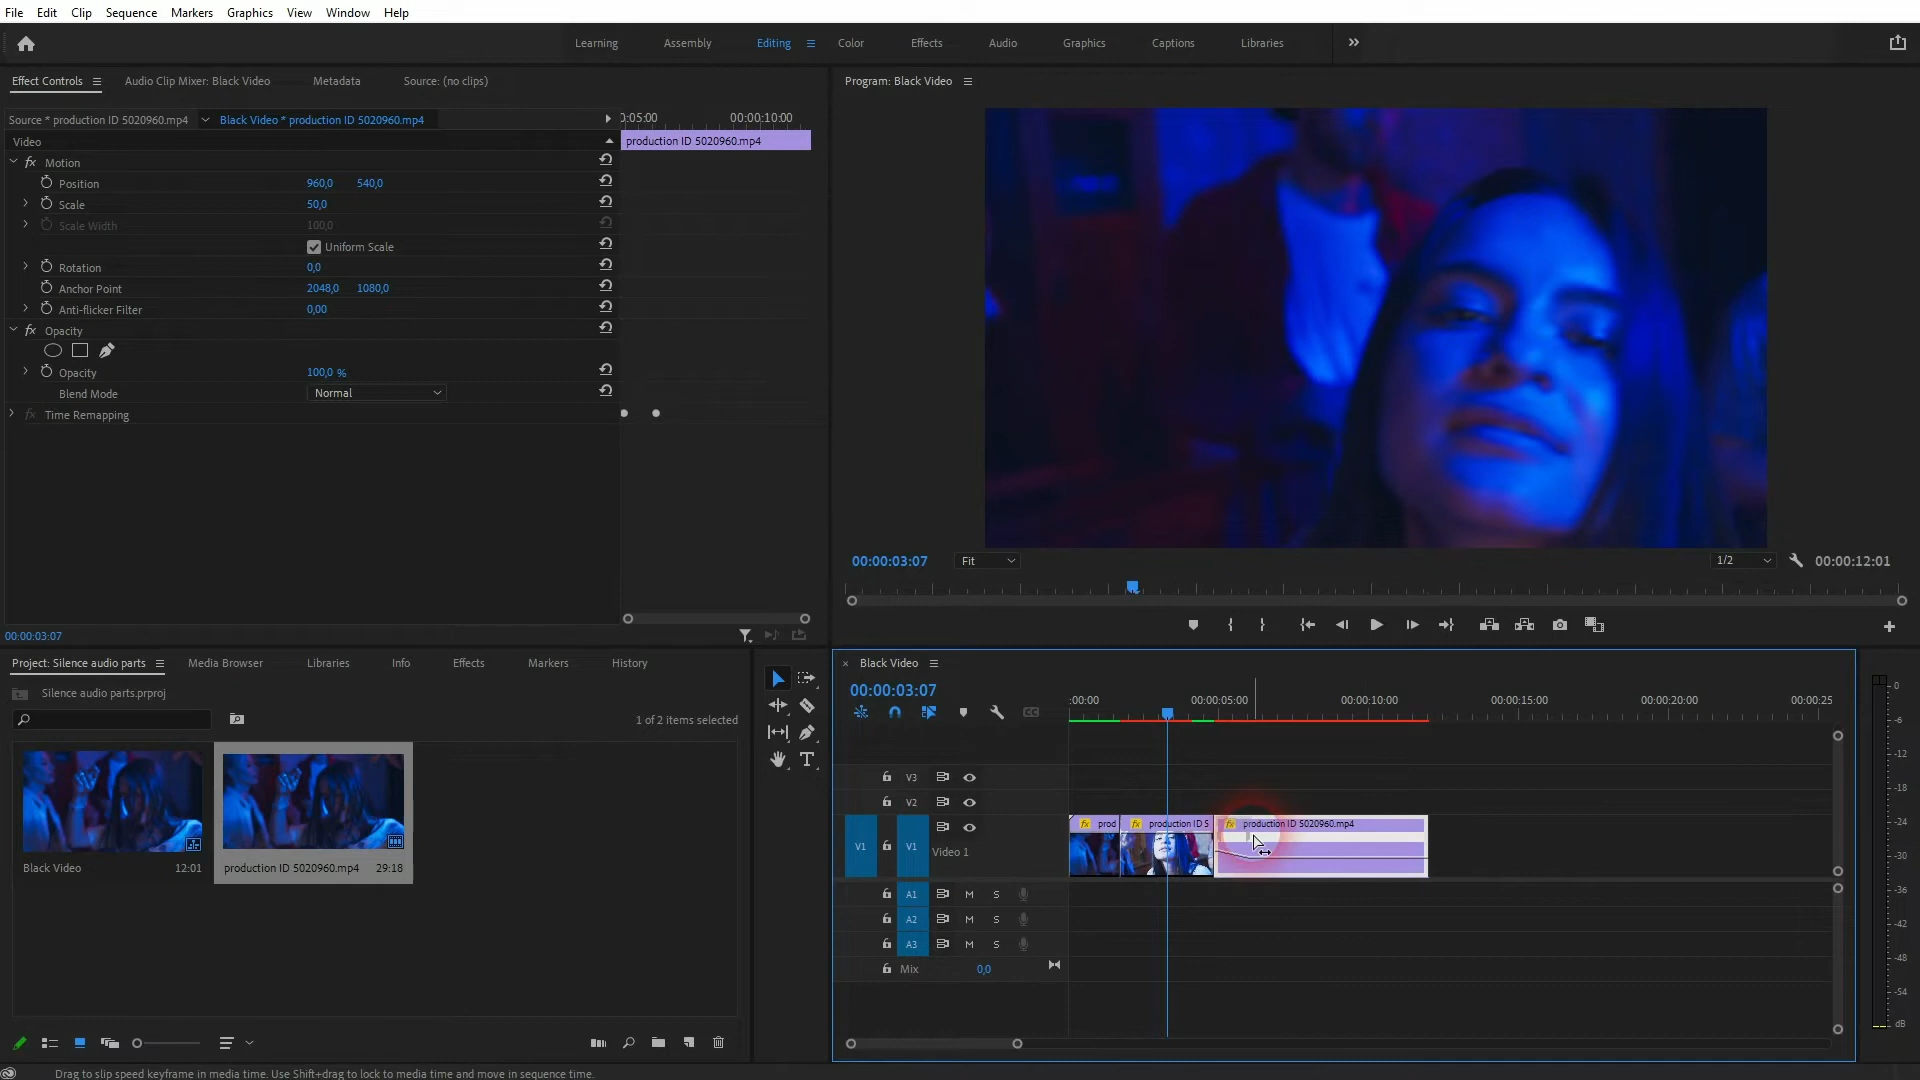 File Edit Clip Sequence Markers Graphics View Window Help
Learning Assembly Editing Color Effects Audio Graphics Captions Libraries
Effect Controls Audio Clip Mixer: Black Video Metadata Source: (no clips)
Program: Black Video
Source * production ID 5020960.mp4 Black Video * production ID 5020960.mp4
0:05:00 00:00:10:00
Video
production ID 5020960.mp4
fx Motion
Position 960,0 540,0
Scale 50,0
Scale Width 100,0
Uniform Scale
Rotation 0,0
Anchor Point 2048,0 1080,0
Anti-flicker Filter 0,00
fx Opacity
Opacity 100,0 %
Blend Mode Normal
fx Time Remapping
00:00:03:07 Fit 1/2 00:00:12:01
00:00:03:07
Project: Silence audio parts Media Browser Libraries Info Effects Markers History
Silence audio parts.prproj
1 of 2 items selected
Black Video 12:01
production ID 5020960.mp4 29:18
T
Black Video
00:00:03:07
:00:00 00:00:05:00 00:00:10:00 00:00:15:00 00:00:20:00 00:00:25
CC
V3
V2
V1 V1 Video 1
fx prod fx production ID S fx production ID 5020960.mp4
A1 M S
A2 M S
A3 M S
Mix 0,0
0
-6
-12
-18
-24
-30
-36
-42
-48
-54
dB
Drag to slip speed keyframe in media time. Use Shift+drag to lock to media time and move in sequence time.